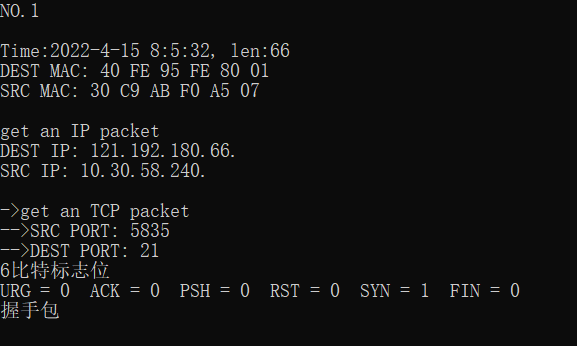 NO.1
Time:2022-4-15 8:5:32, len:66
DEST MAC: 40 FE 95 FE 80 01
SRC MAC: 30 C9 AB F0 A5 07
get an IP packet
DEST IP: 121.192.180.66.
SRC IP: 10.30.58.240.
->get an TCP packet
-->SRC PORT: 5835
-->DEST PORT: 21
6比特标志位
URG = 0  ACK = 0  PSH = 0  RST = 0  SYN = 1  FIN = 0
握手包